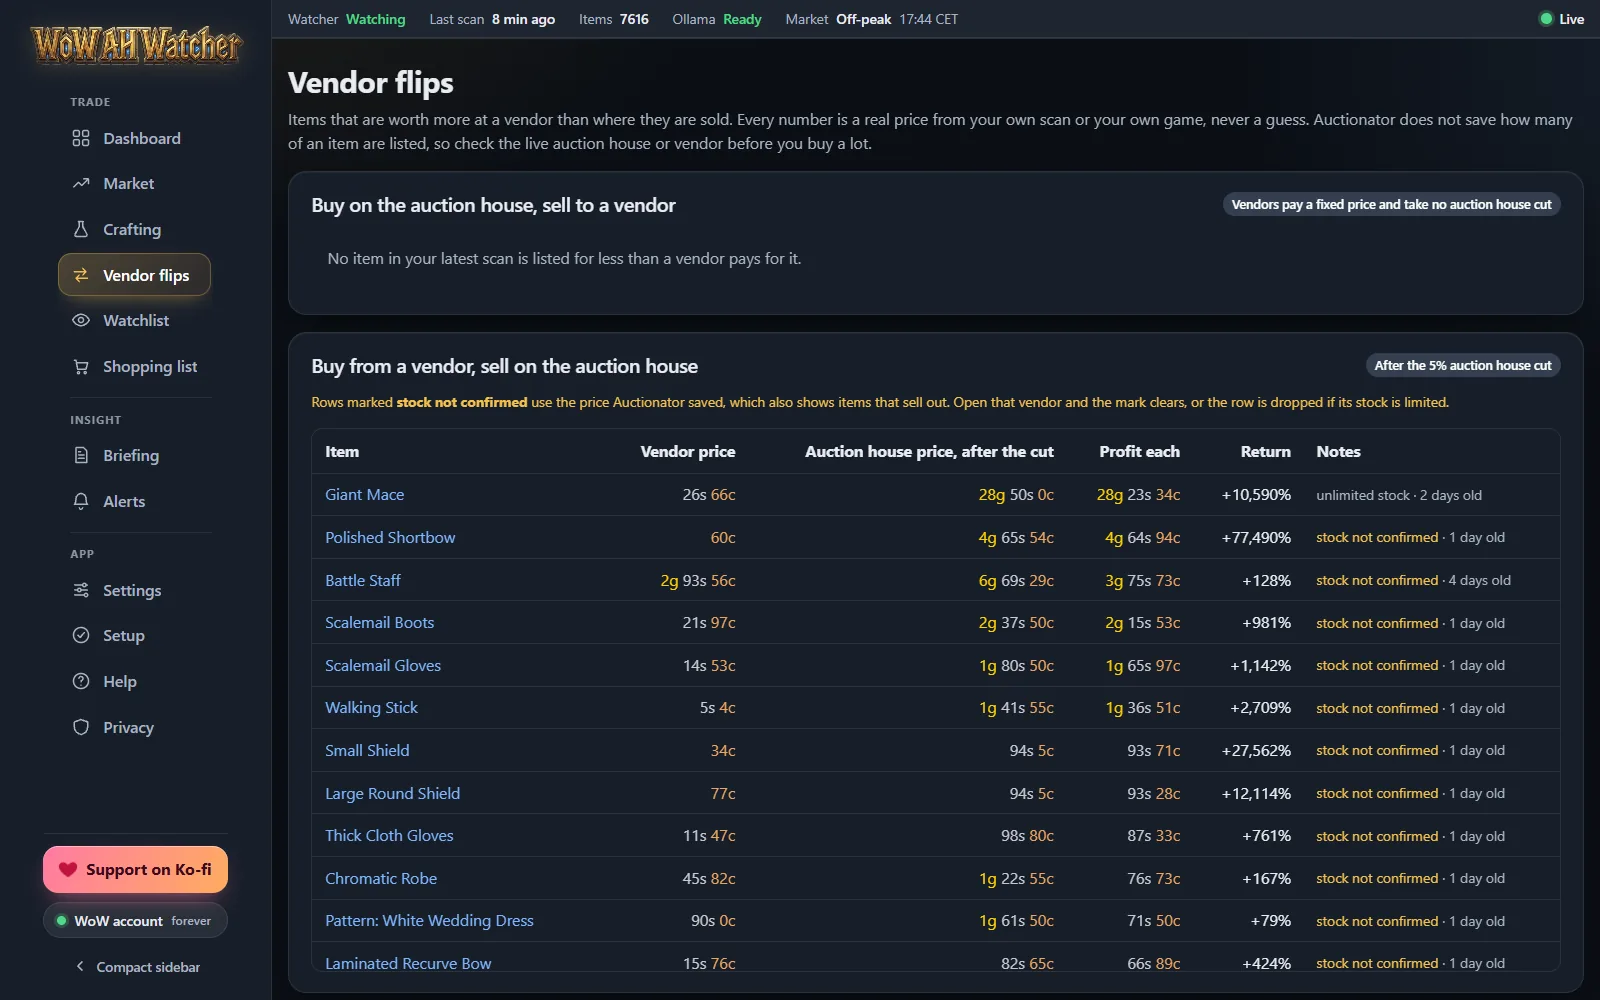 WoW AH Watcher
Watcher Watching Last scan 8 min ago Items 7616 Ollama Ready Market Off-peak 17:44 CET Live
TRADE
Dashboard
Market
Crafting
Vendor flips
Watchlist
Shopping list
INSIGHT
Briefing
Alerts
APP
Settings
Setup
Help
Privacy
Support on Ko-fi
WoW account forever
Compact sidebar
Vendor flips
Items that are worth more at a vendor than where they are sold. Every number is a real price from your own scan or your own game, never a guess. Auctionator does not save how many
of an item are listed, so check the live auction house or vendor before you buy a lot.
Buy on the auction house, sell to a vendor Vendors pay a fixed price and take no auction house cut
No item in your latest scan is listed for less than a vendor pays for it.
Buy from a vendor, sell on the auction house After the 5% auction house cut
Rows marked stock not confirmed use the price Auctionator saved, which also shows items that sell out. Open that vendor and the mark clears, or the row is dropped if its stock is limited.
Item Vendor price Auction house price, after the cut Profit each Return Notes
Giant Mace 26s 66c 28g 50s 0c 28g 23s 34c +10,590% unlimited stock · 2 days old
Polished Shortbow 60c 4g 65s 54c 4g 64s 94c +77,490% stock not confirmed · 1 day old
Battle Staff 2g 93s 56c 6g 69s 29c 3g 75s 73c +128% stock not confirmed · 4 days old
Scalemail Boots 21s 97c 2g 37s 50c 2g 15s 53c +981% stock not confirmed · 1 day old
Scalemail Gloves 14s 53c 1g 80s 50c 1g 65s 97c +1,142% stock not confirmed · 1 day old
Walking Stick 5s 4c 1g 41s 55c 1g 36s 51c +2,709% stock not confirmed · 1 day old
Small Shield 34c 94s 5c 93s 71c +27,562% stock not confirmed · 1 day old
Large Round Shield 77c 94s 5c 93s 28c +12,114% stock not confirmed · 1 day old
Thick Cloth Gloves 11s 47c 98s 80c 87s 33c +761% stock not confirmed · 1 day old
Chromatic Robe 45s 82c 1g 22s 55c 76s 73c +167% stock not confirmed · 1 day old
Pattern: White Wedding Dress 90s 0c 1g 61s 50c 71s 50c +79% stock not confirmed · 1 day old
Laminated Recurve Bow 15s 76c 82s 65c 66s 89c +424% stock not confirmed · 1 day old